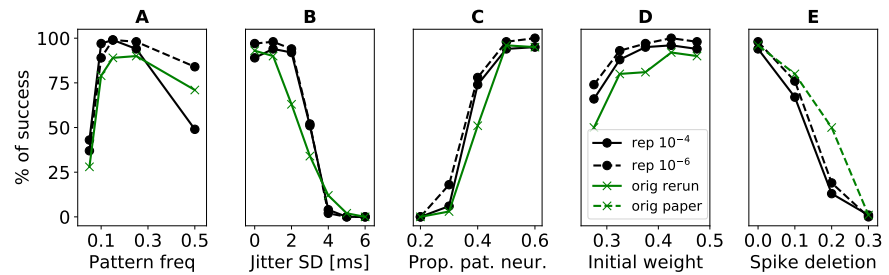 A B C D E
100
75
50
25
0
% of success
0.1 0.3 0.5 0 2 4 6 0.2 0.4 0.6 0.3 0.4 0.5 0.0 0.1 0.2 0.3
Pattern freq Jitter SD [ms] Prop. pat. neur. Initial weight Spike deletion
rep 10⁻⁴
rep 10⁻⁶
orig rerun
orig paper